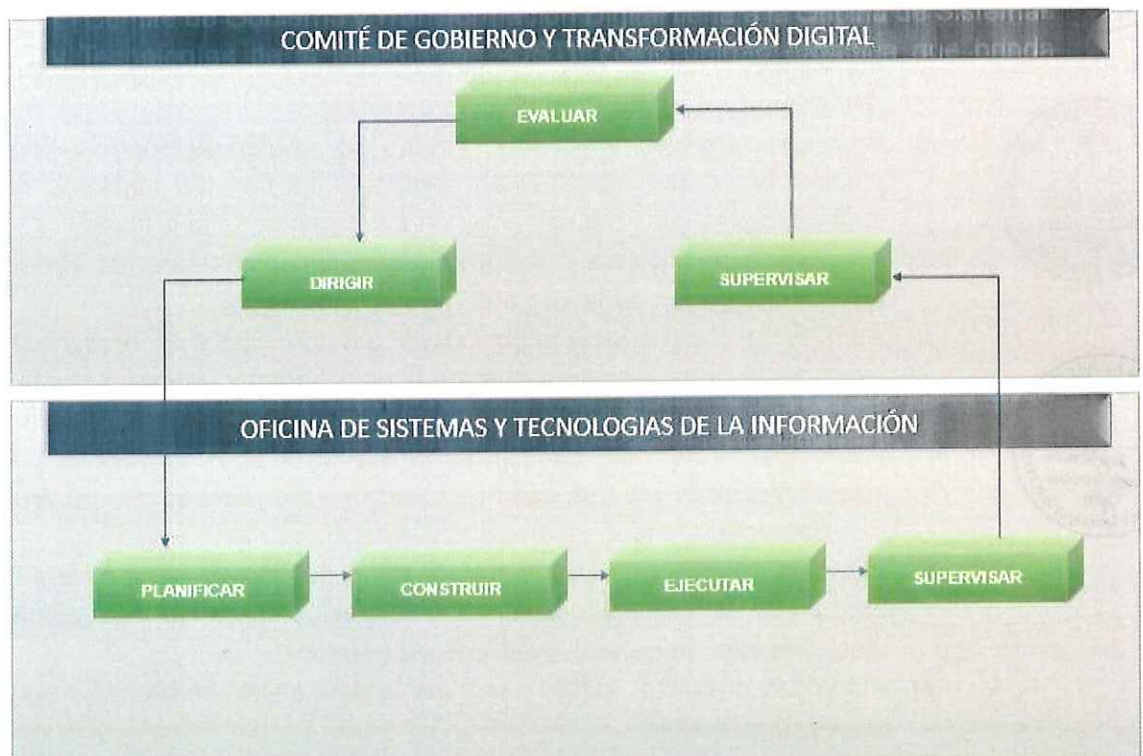 COMITÉ DE GOBIERNO Y TRANSFORMACIÓN DIGITAL
EVALUAR
DIRIGIR
SUPERVISAR
OFICINA DE SISTEMAS Y TECNOLOGIAS DE LA INFORMACIÓN
PLANIFICAR
CONSTRUIR
EJECUTAR
SUPERVISAR